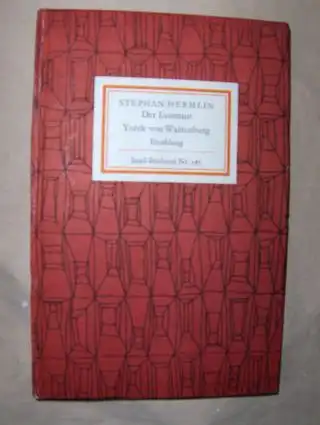 STEPHAN HERMLIN
Der Leutnant
Yorck von Wartenburg
Erzählung
Insel-Bücherei Nr.